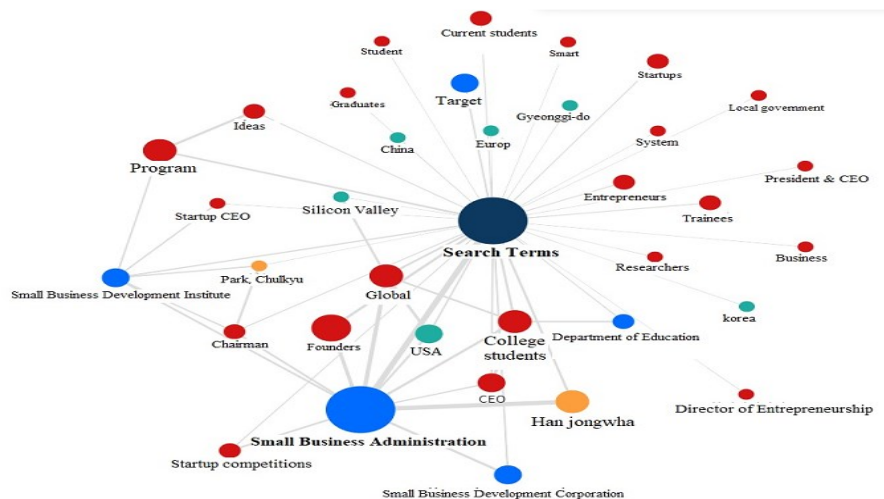 Current students
Student
Smart
Startups
Target
Graduates
Gyeonggi-do
Local government
Ideas
China
Europ
System
Program
President & CEO
Startup CEO
Silicon Valley
Entrepreneurs
Trainees
Search Terms
Business
Researchers
Park, Chulkyu
Small Business Development Institute
Global
korea
Chairman
Founders
USA
College
students
Department of Education
CEO
Director of Entrepreneurship
Han jongwha
Small Business Administration
Startup competitions
Small Business Development Corporation